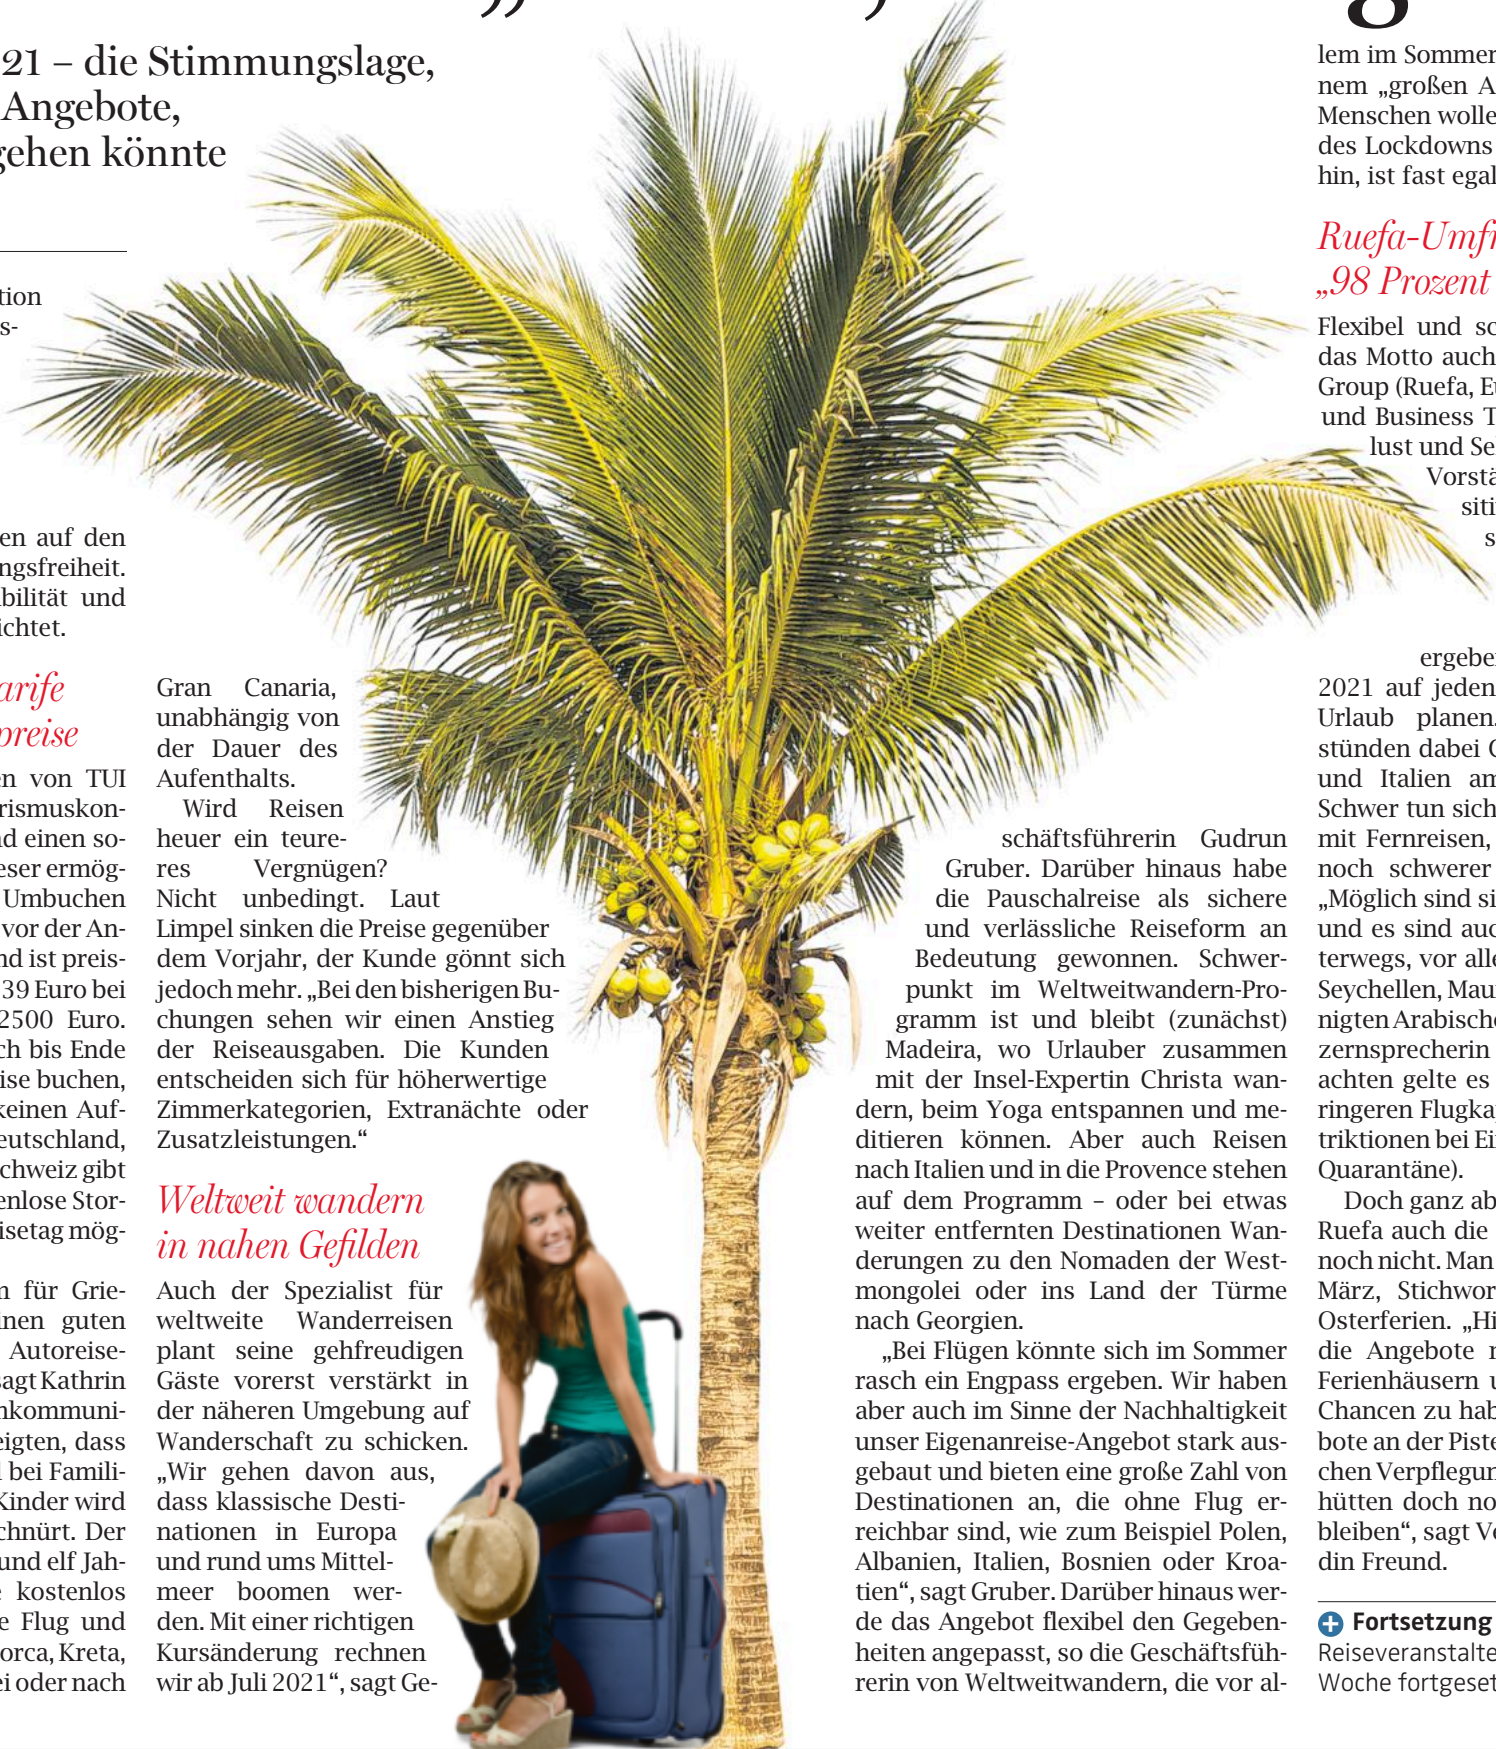 21 – die Stimmungslage,
Angebote,
gehen könnte
tion
s-
en auf den
ngsfreiheit.
bilität und
ichtet.
arife
preise
en von TUI
rismuskon-
nd einen so-
eser ermög-
Umbuchen
vor der An-
nd ist preis-
39 Euro bei
2500 Euro.
ch bis Ende
ise buchen,
keinen Auf-
eutschland,
chweiz gibt
enlose Stor-
isetag mög-
n für Grie-
inen guten
Autoreise-
sagt Kathrin
nkommuni-
eigten, dass
l bei Famili-
Kinder wird
chnürt. Der
und elf Jah-
e kostenlos
e Flug und
orca, Kreta,
ei oder nach
Gran Canaria,
unabhängig von
der Dauer des
Aufenthalts.
Wird Reisen
heuer ein teure-
res Vergnügen?
Nicht unbedingt. Laut
Limpel sinken die Preise gegenüber
dem Vorjahr, der Kunde gönnt sich
jedoch mehr. „Bei den bisherigen Bu-
chungen sehen wir einen Anstieg
der Reiseausgaben. Die Kunden
entscheiden sich für höherwertige
Zimmerkategorien, Extranächte oder
Zusatzleistungen.“
Weltweit wandern
in nahen Gefilden
Auch der Spezialist für
weltweite Wanderreisen
plant seine gehfreudigen
Gäste vorerst verstärkt in
der näheren Umgebung auf
Wanderschaft zu schicken.
„Wir gehen davon aus,
dass klassische Desti-
nationen in Europa
und rund ums Mittel-
meer boomen wer-
den. Mit einer richtigen
Kursänderung rechnen
wir ab Juli 2021“, sagt Ge-
schäftsführerin Gudrun
Gruber. Darüber hinaus habe
die Pauschalreise als sichere
und verlässliche Reiseform an
Bedeutung gewonnen. Schwer-
punkt im Weltweitwandern-Pro-
gramm ist und bleibt (zunächst)
Madeira, wo Urlauber zusammen
mit der Insel-Expertin Christa wan-
dern, beim Yoga entspannen und me-
ditieren können. Aber auch Reisen
nach Italien und in die Provence stehen
auf dem Programm – oder bei etwas
weiter entfernten Destinationen Wan-
derungen zu den Nomaden der West-
mongolei oder ins Land der Türme
nach Georgien.
„Bei Flügen könnte sich im Sommer
rasch ein Engpass ergeben. Wir haben
aber auch im Sinne der Nachhaltigkeit
unser Eigenanreise-Angebot stark aus-
gebaut und bieten eine große Zahl von
Destinationen an, die ohne Flug er-
reichbar sind, wie zum Beispiel Polen,
Albanien, Italien, Bosnien oder Kroa-
tien“, sagt Gruber. Darüber hinaus wer-
de das Angebot flexibel den Gegeben-
heiten angepasst, so die Geschäftsfüh-
rerin von Weltweitwandern, die vor al-
lem im Sommer
nem „großen A
Menschen wolle
des Lockdowns
hin, ist fast egal
Ruefa-Umfr
„98 Prozent
Flexibel und so
das Motto auch
Group (Ruefa, Eu
und Business T
lust und Se
Vorstä
siti
s
ergeben
2021 auf jeden
Urlaub planen.
stünden dabei
und Italien am
Schwer tun sich
mit Fernreisen,
noch schwerer
„Möglich sind si
und es sind auc
terwegs, vor alle
Seychellen, Mau
nigten Arabische
zernsprecherin
achten gelte es
ringeren Flugka
triktionen bei Ei
Quarantäne).
Doch ganz ab
Ruefa auch die
noch nicht. Man
März, Stichwor
Osterferien. „Hi
die Angebote
Ferienhäusern u
Chancen zu hab
bote an der Piste
chen Verpflegun
hütten doch no
bleiben“, sagt Ve
din Freund.
Fortsetzung
Reiseveranstalte
Woche fortgeset